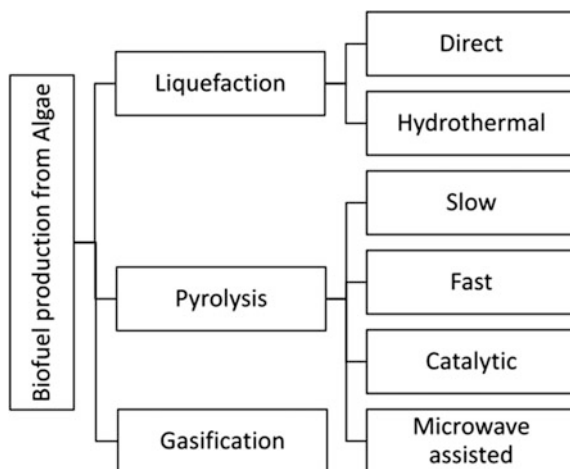 Biofuel production from Algae
Liquefaction
Direct
Hydrothermal
Pyrolysis
Slow
Fast
Catalytic
Microwave
assisted
Gasification